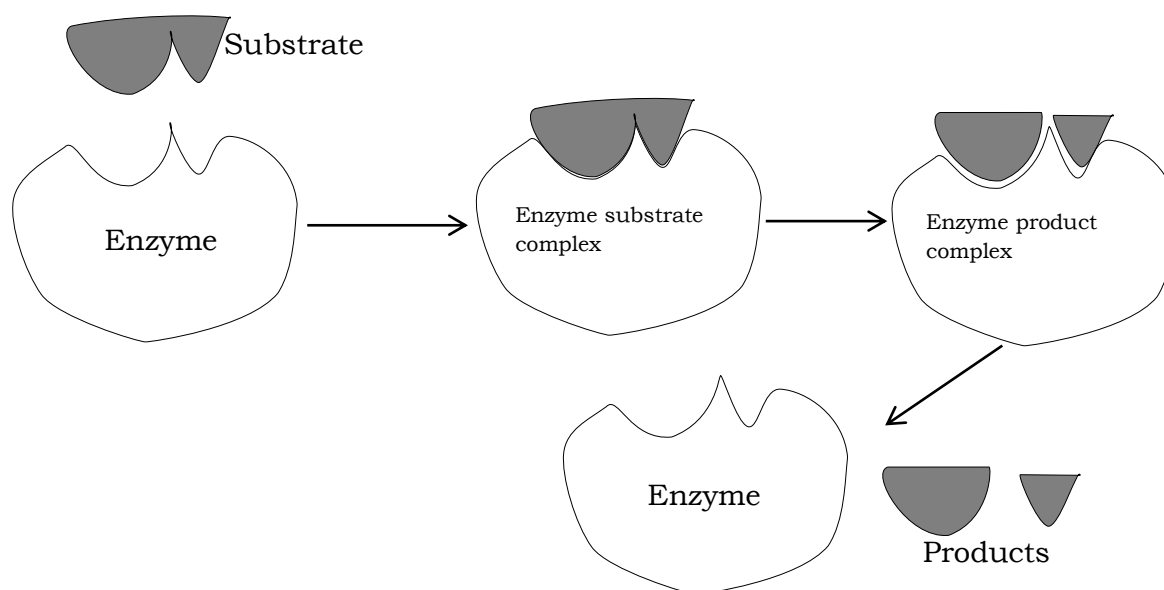 Substrate
Enzyme
Enzyme substrate
complex
Enzyme product
complex
Enzyme
Products